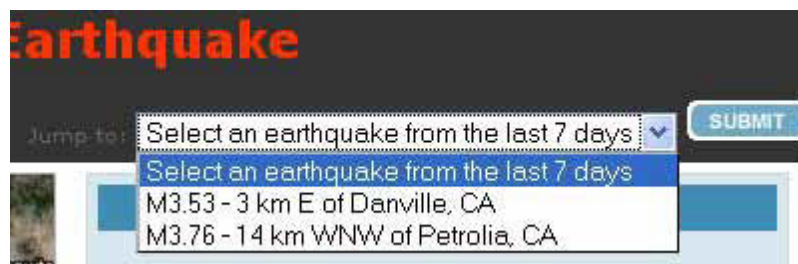 Earthquake
Jump to: Select an earthquake from the last 7 days SUBMIT
Select an earthquake from the last 7 days
M3.53 - 3 km E of Danville, CA
M3.76 - 14 km WNW of Petrolia, CA